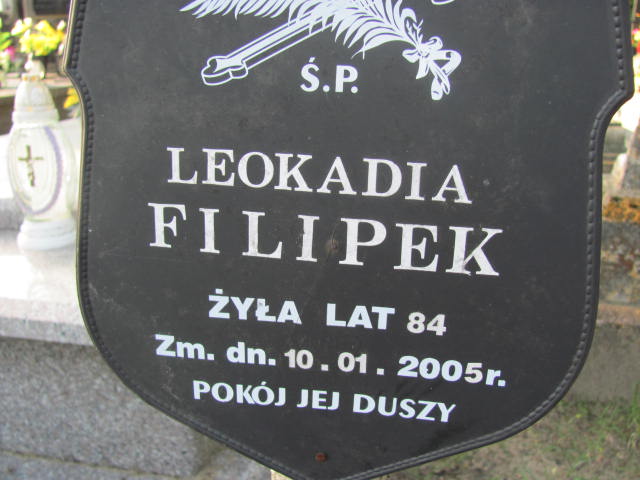 Ś.P.
LEOKADIA
FILIPEK
ŻYŁA LAT 84
Zm. dn. 10.01.2005r.
POKÓJ JEJ DUSZY